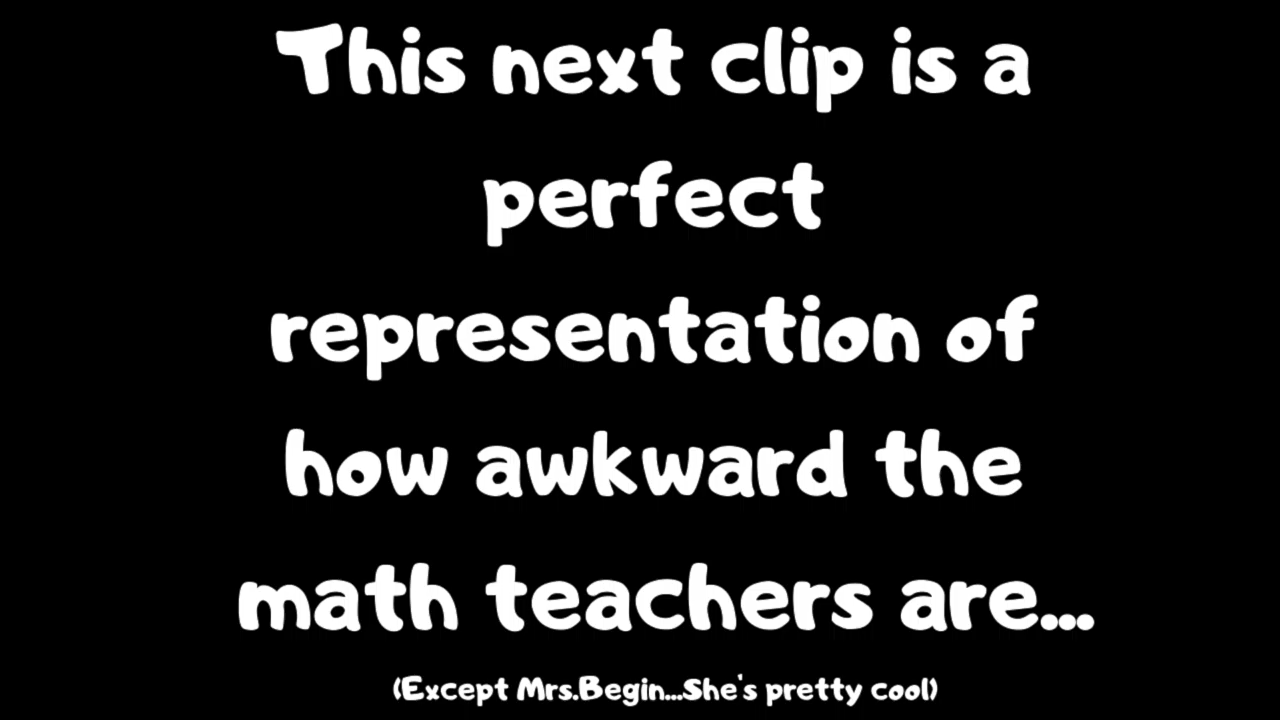 This next clip is a
perfect
representation of
how awkward the
math teachers are...
(Except Mrs.Begin...She's pretty cool)